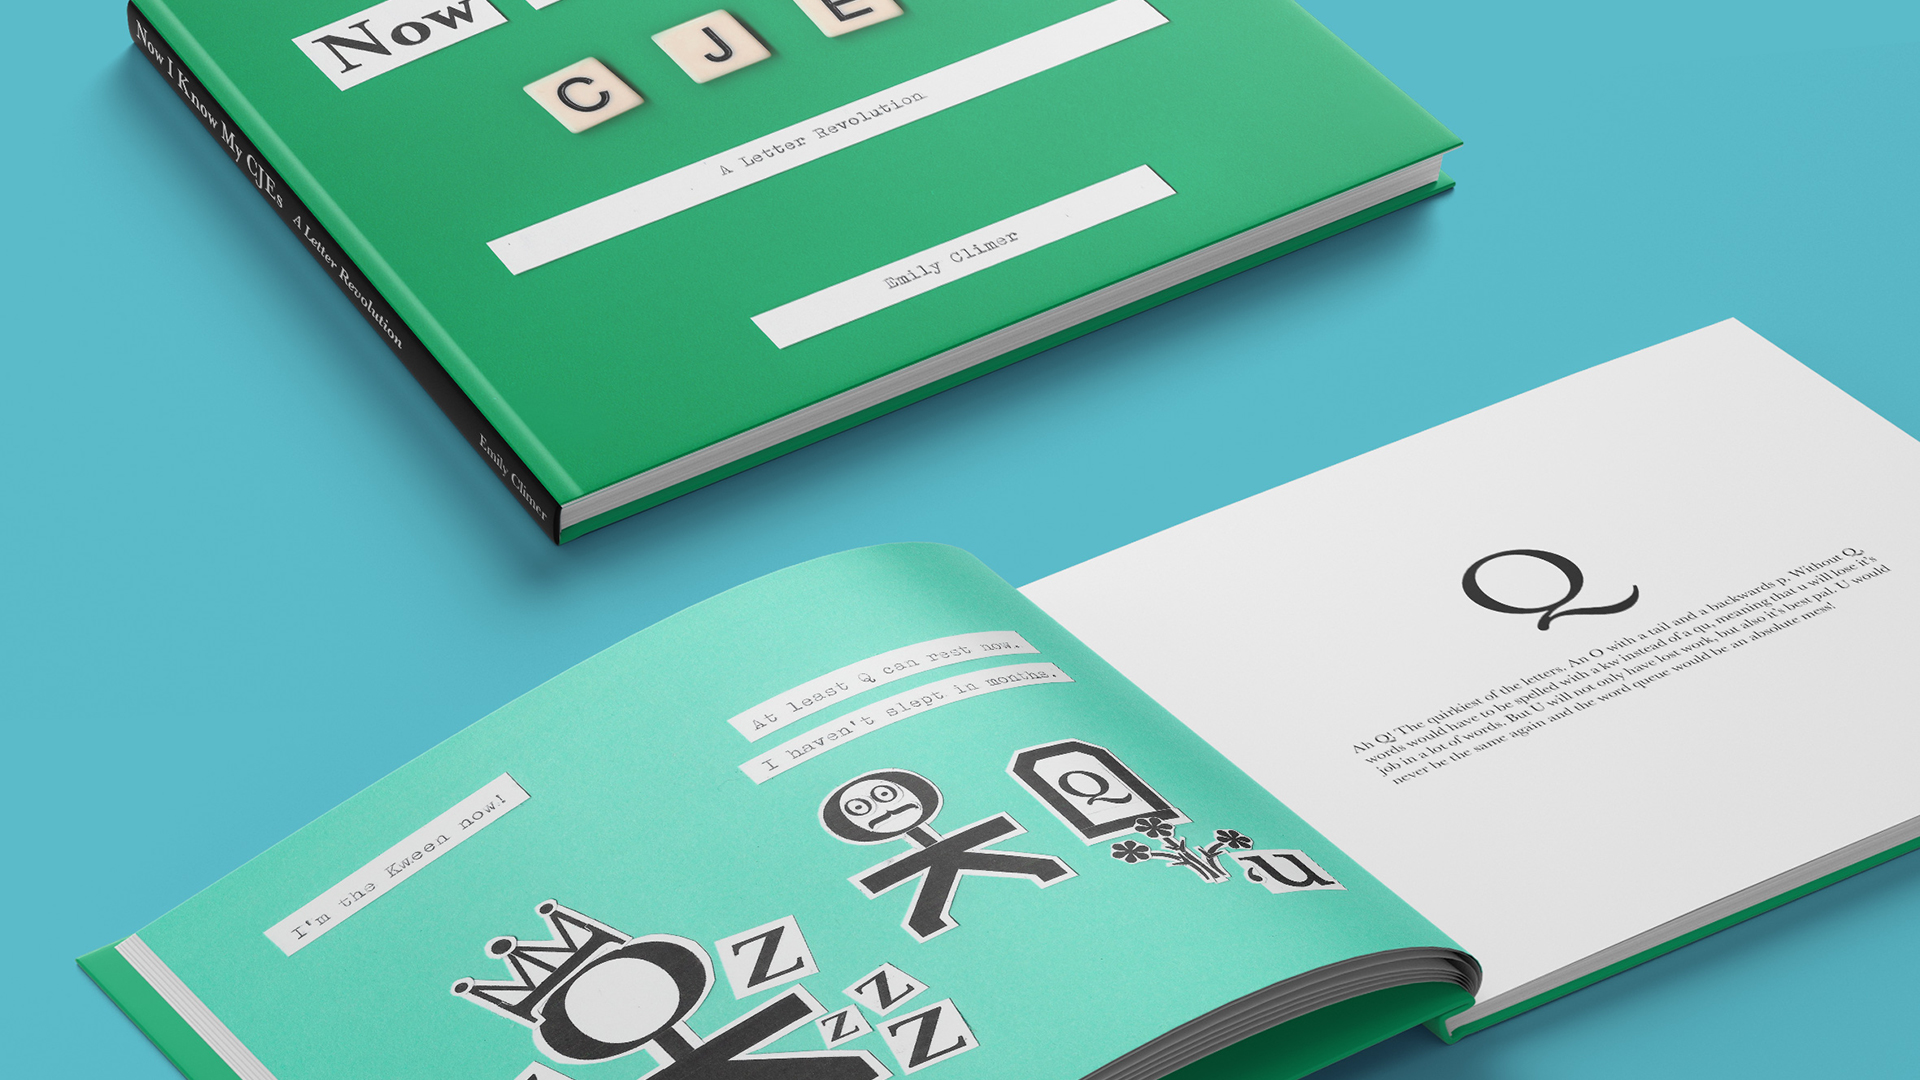 Now
C J E
A Letter Revolution
Emily Climer
Now I Know My CJEs A Letter Revolution Emily Climer
At least Q can rest now.
I haven't slept in months.
I'm the Kween now!
Q
u
z
z
z
z
Q
Ah Q! The quirkiest of the letters. An O with a tail and a backwards p. Without Q,
words would have to be spelled with a kw instead of a qu, meaning that u will lose it's
job in a lot of words. But U will not only have lost work, but also it's best pal. U would
never be the same again and the word queue would be an absolute mess!